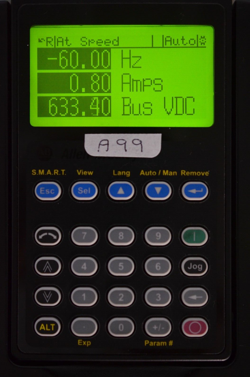 R|At Speed | |Auto|
-60.00 Hz
0.80 Amps
633.40 Bus VDC
A99
S.M.A.R.T. View Lang Auto / Man Remove
Esc Sel
7 8 9 I
4 5 6 Jog
1 2 3
ALT . 0 +/-
Exp Param #